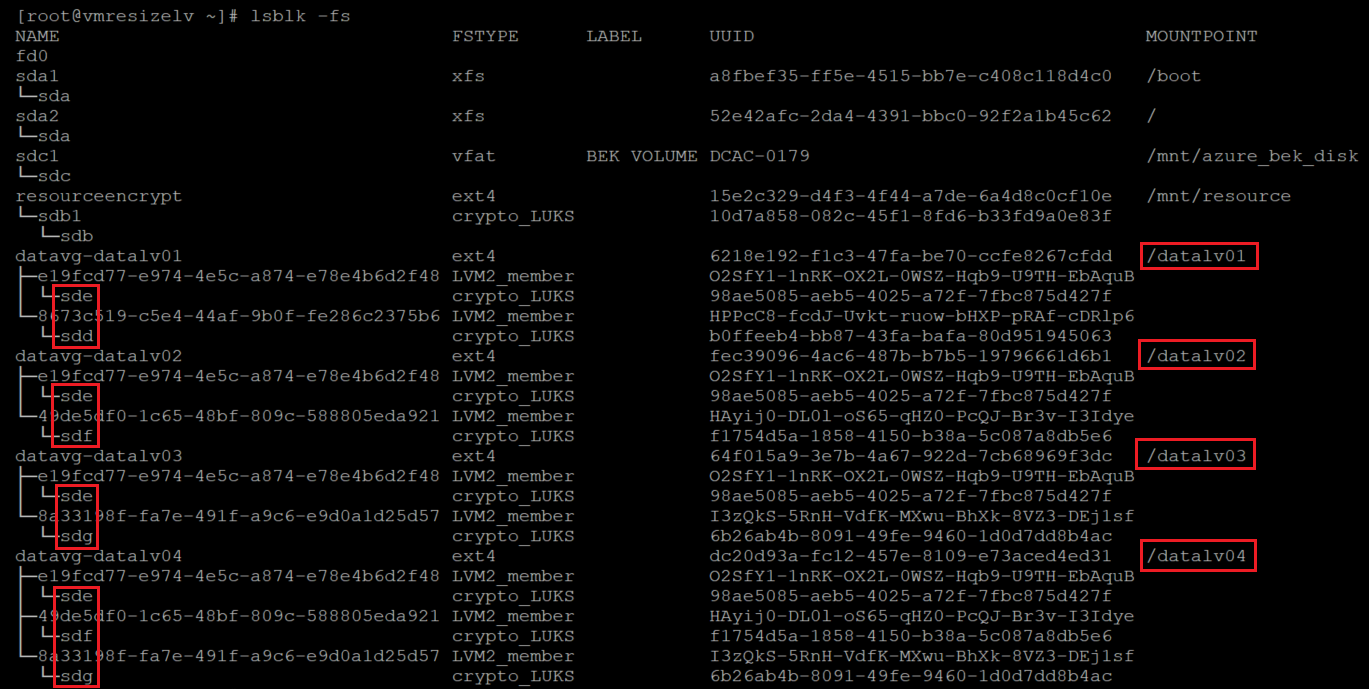 [root@vmresizelv ~]# lsblk -fs
NAME FSTYPE LABEL UUID MOUNTPOINT
fd0
sda1 xfs a8fbef35-ff5e-4515-bb7e-c408c118d4c0 /boot
└─sda
sda2 xfs 52e42afc-2da4-4391-bbc0-92f2a1b45c62 /
└─sda
sdc1 vfat BEK VOLUME DCAC-0179 /mnt/azure_bek_disk
└─sdc
resourceencrypt ext4 15e2c329-d4f3-4f44-a7de-6a4d8c0cf10e /mnt/resource
└─sdb1 crypto_LUKS 10d7a858-082c-45f1-8fd6-b33fd9a0e83f
  └─sdb
datavg-datalv01 ext4 6218e192-f1c3-47fa-be70-ccfe8267cfdd /datalv01
├─e19fcd77-e974-4e5c-a874-e78e4b6d2f48 LVM2_member O2SfY1-1nRK-OX2L-0WSZ-Hqb9-U9TH-EbAquB
│ └─sde crypto_LUKS 98ae5085-aeb5-4025-a72f-7fbc875d427f
└─8673c519-c5e4-44af-9b0f-fe286c2375b6 LVM2_member HPPcC8-fcdJ-Uvkt-ruow-bHXP-pRAf-cDRlp6
  └─sdd crypto_LUKS b0ffeeb4-bb87-43fa-bafa-80d951945063
datavg-datalv02 ext4 fec39096-4ac6-487b-b7b5-19796661d6b1 /datalv02
├─e19fcd77-e974-4e5c-a874-e78e4b6d2f48 LVM2_member O2SfY1-1nRK-OX2L-0WSZ-Hqb9-U9TH-EbAquB
│ └─sde crypto_LUKS 98ae5085-aeb5-4025-a72f-7fbc875d427f
└─49de5df0-1c65-48bf-809c-588805eda921 LVM2_member HAyij0-DL0l-oS65-qHZ0-PcQJ-Br3v-I3Idye
  └─sdf crypto_LUKS f1754d5a-1858-4150-b38a-5c087a8db5e6
datavg-datalv03 ext4 64f015a9-3e7b-4a67-922d-7cb68969f3dc /datalv03
├─e19fcd77-e974-4e5c-a874-e78e4b6d2f48 LVM2_member O2SfY1-1nRK-OX2L-0WSZ-Hqb9-U9TH-EbAquB
│ └─sde crypto_LUKS 98ae5085-aeb5-4025-a72f-7fbc875d427f
└─8a33198f-fa7e-491f-a9c6-e9d0a1d25d57 LVM2_member I3zQkS-5RnH-VdfK-MXwu-BhXk-8VZ3-DEjlsf
  └─sdg crypto_LUKS 6b26ab4b-8091-49fe-9460-1d0d7dd8b4ac
datavg-datalv04 ext4 dc20d93a-fc12-457e-8109-e73aced4ed31 /datalv04
├─e19fcd77-e974-4e5c-a874-e78e4b6d2f48 LVM2_member O2SfY1-1nRK-OX2L-0WSZ-Hqb9-U9TH-EbAquB
│ └─sde crypto_LUKS 98ae5085-aeb5-4025-a72f-7fbc875d427f
├─49de5df0-1c65-48bf-809c-588805eda921 LVM2_member HAyij0-DL0l-oS65-qHZ0-PcQJ-Br3v-I3Idye
│ └─sdf crypto_LUKS f1754d5a-1858-4150-b38a-5c087a8db5e6
└─8a33198f-fa7e-491f-a9c6-e9d0a1d25d57 LVM2_member I3zQkS-5RnH-VdfK-MXwu-BhXk-8VZ3-DEjlsf
  └─sdg crypto_LUKS 6b26ab4b-8091-49fe-9460-1d0d7dd8b4ac